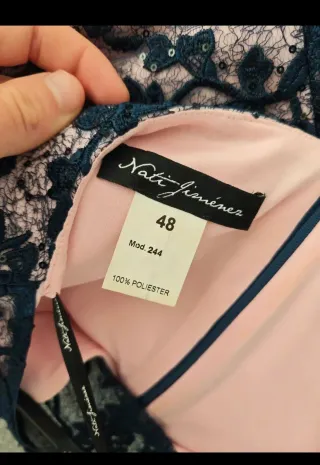 Nati Jiménez
48
Mod. 244
100% POLIESTER